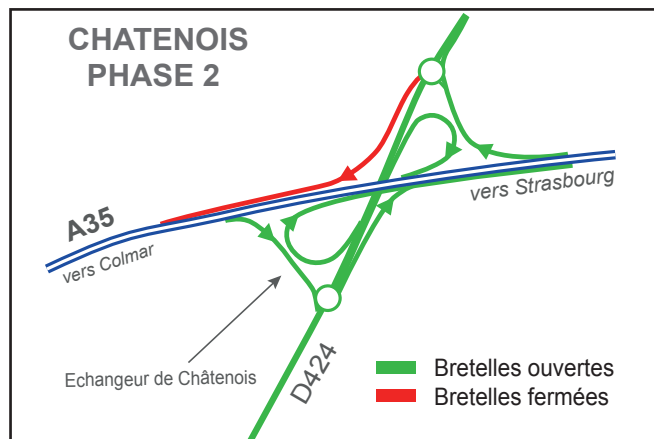 CHATENOIS
PHASE 2
A35
vers Colmar
vers Strasbourg
Echangeur de Châtenois
D424
Bretelles ouvertes
Bretelles fermées